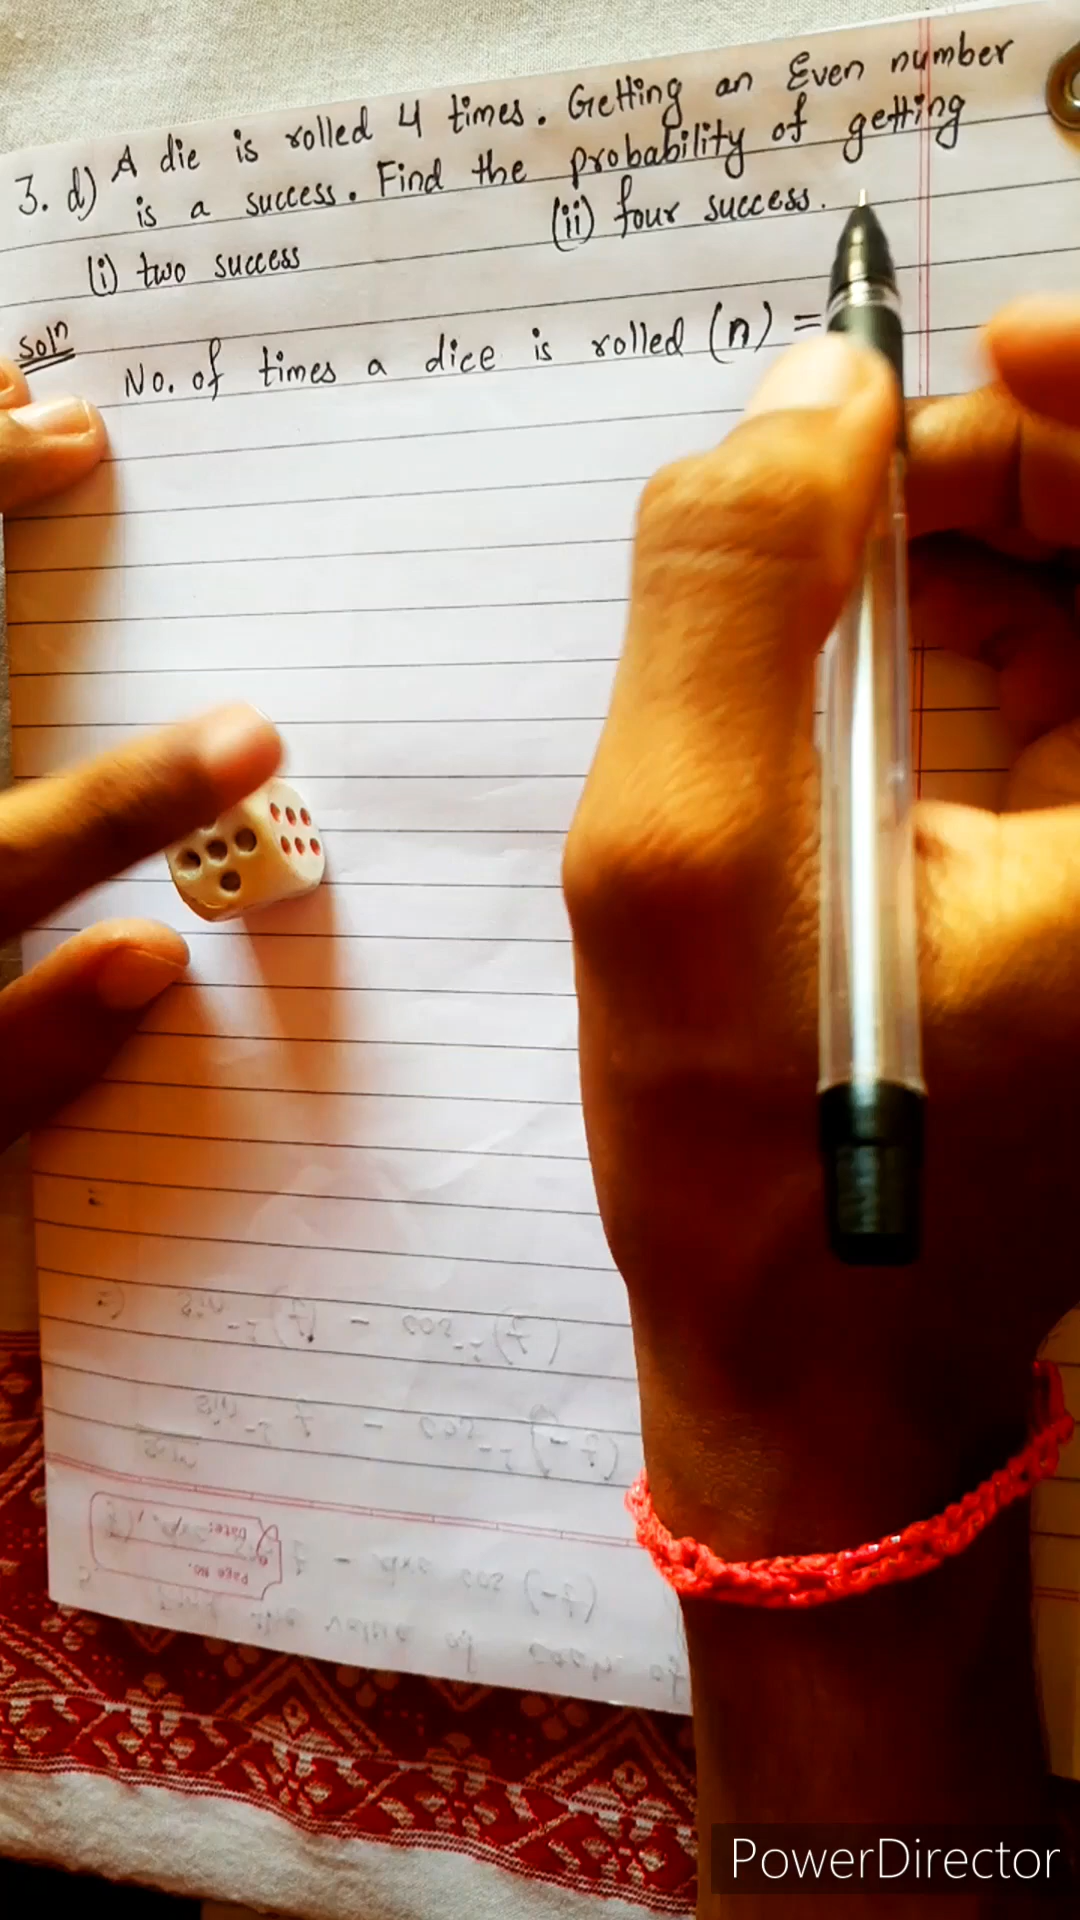 3. d) A die is rolled 4 times. Getting an Even number
is a success. Find the probability of getting
(i) two success (ii) four success.
Soln
No. of times a dice is rolled (n) =
PowerDirector